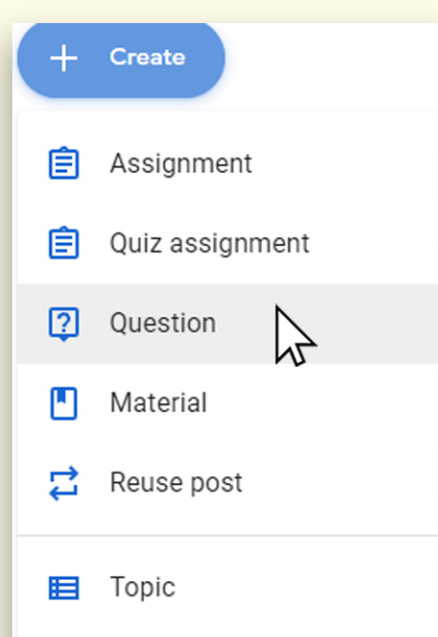 Create
Assignment
Quiz assignment
Question
Material
Reuse post
Topic